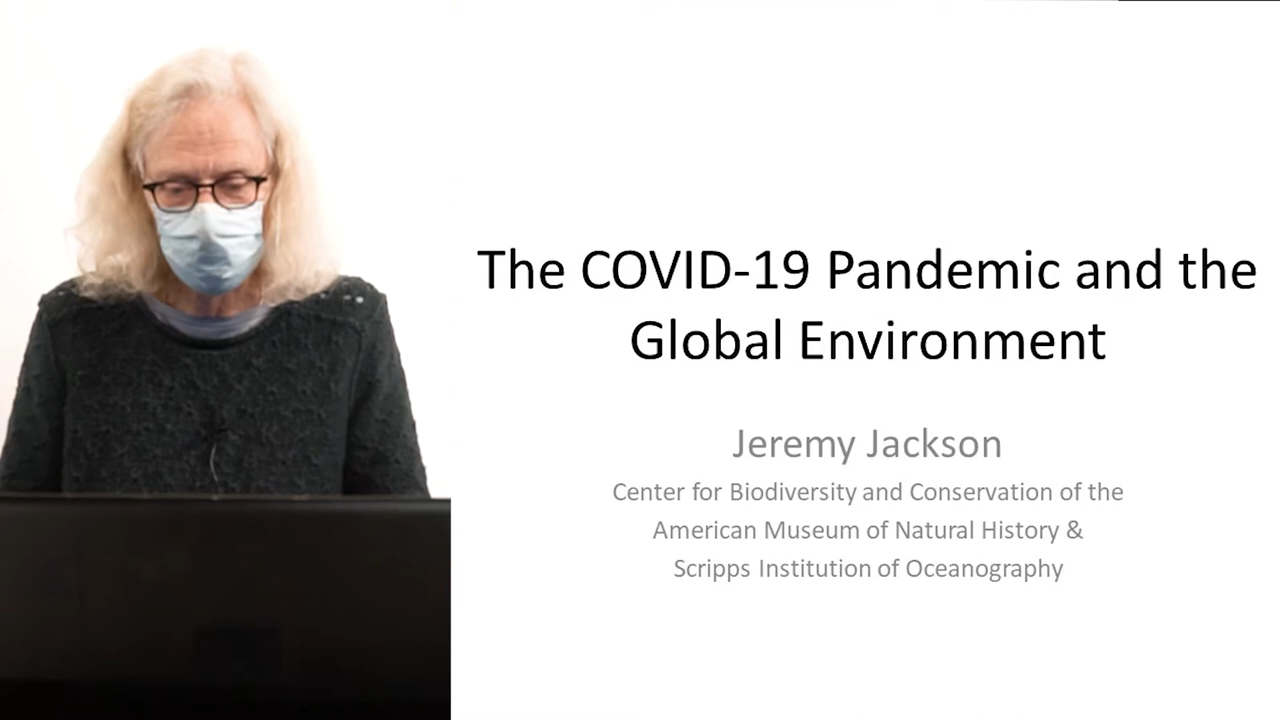 The COVID-19 Pandemic and the
Global Environment
Jeremy Jackson
Center for Biodiversity and Conservation of the
American Museum of Natural History &
Scripps Institution of Oceanography